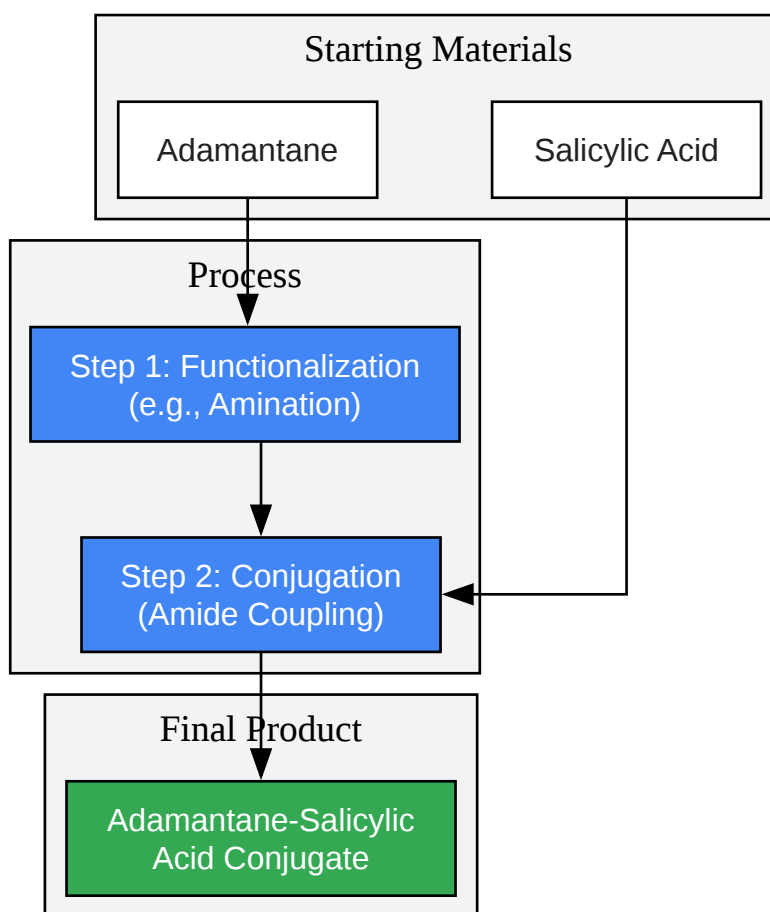 Starting Materials
Adamantane
Salicylic Acid
Process
Step 1: Functionalization
(e.g., Amination)
Step 2: Conjugation
(Amide Coupling)
Final Product
Adamantane-Salicylic
Acid Conjugate